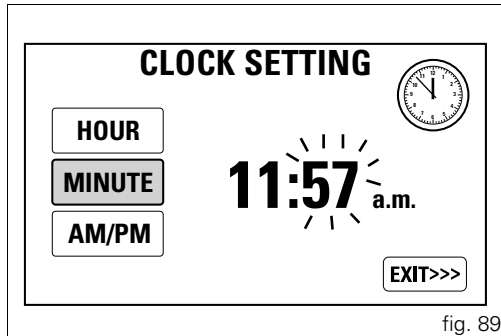 CLOCK SETTING
HOUR
MINUTE
AM/PM
11:57 a.m.
EXIT>>>
fig. 89